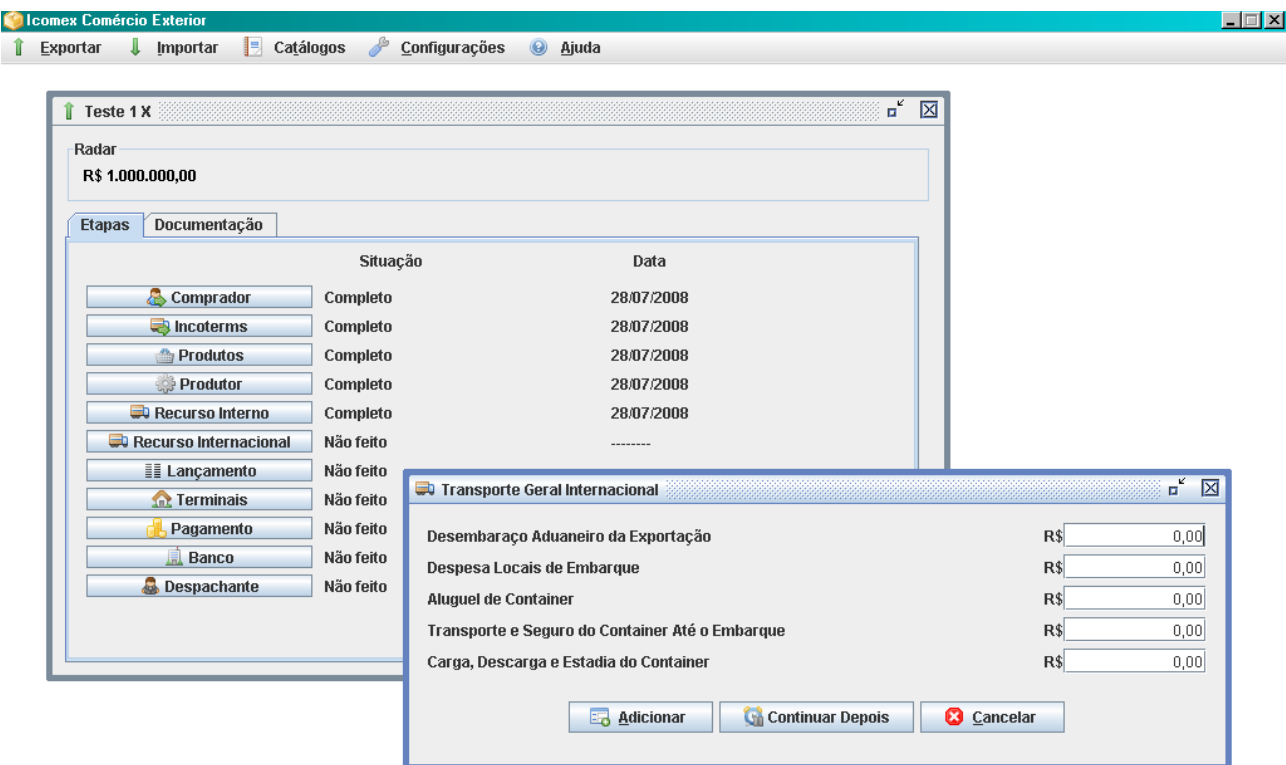 Icomex Comércio Exterior
Exportar Importar Catálogos Configurações Ajuda
Teste 1 X
Radar
R$ 1.000.000,00
Etapas Documentação
Situação Data
Comprador Completo 28/07/2008
Incoterms Completo 28/07/2008
Produtos Completo 28/07/2008
Produtor Completo 28/07/2008
Recurso Interno Completo 28/07/2008
Recurso Internacional Não feito --------
Lançamento Não feito
Terminais Não feito
Pagamento Não feito
Banco Não feito
Despachante Não feito
Transporte Geral Internacional
Desembaraço Aduaneiro da Exportação R$ 0,00
Despesa Locais de Embarque R$ 0,00
Aluguel de Container R$ 0,00
Transporte e Seguro do Container Até o Embarque R$ 0,00
Carga, Descarga e Estadia do Container R$ 0,00
Adicionar Continuar Depois Cancelar